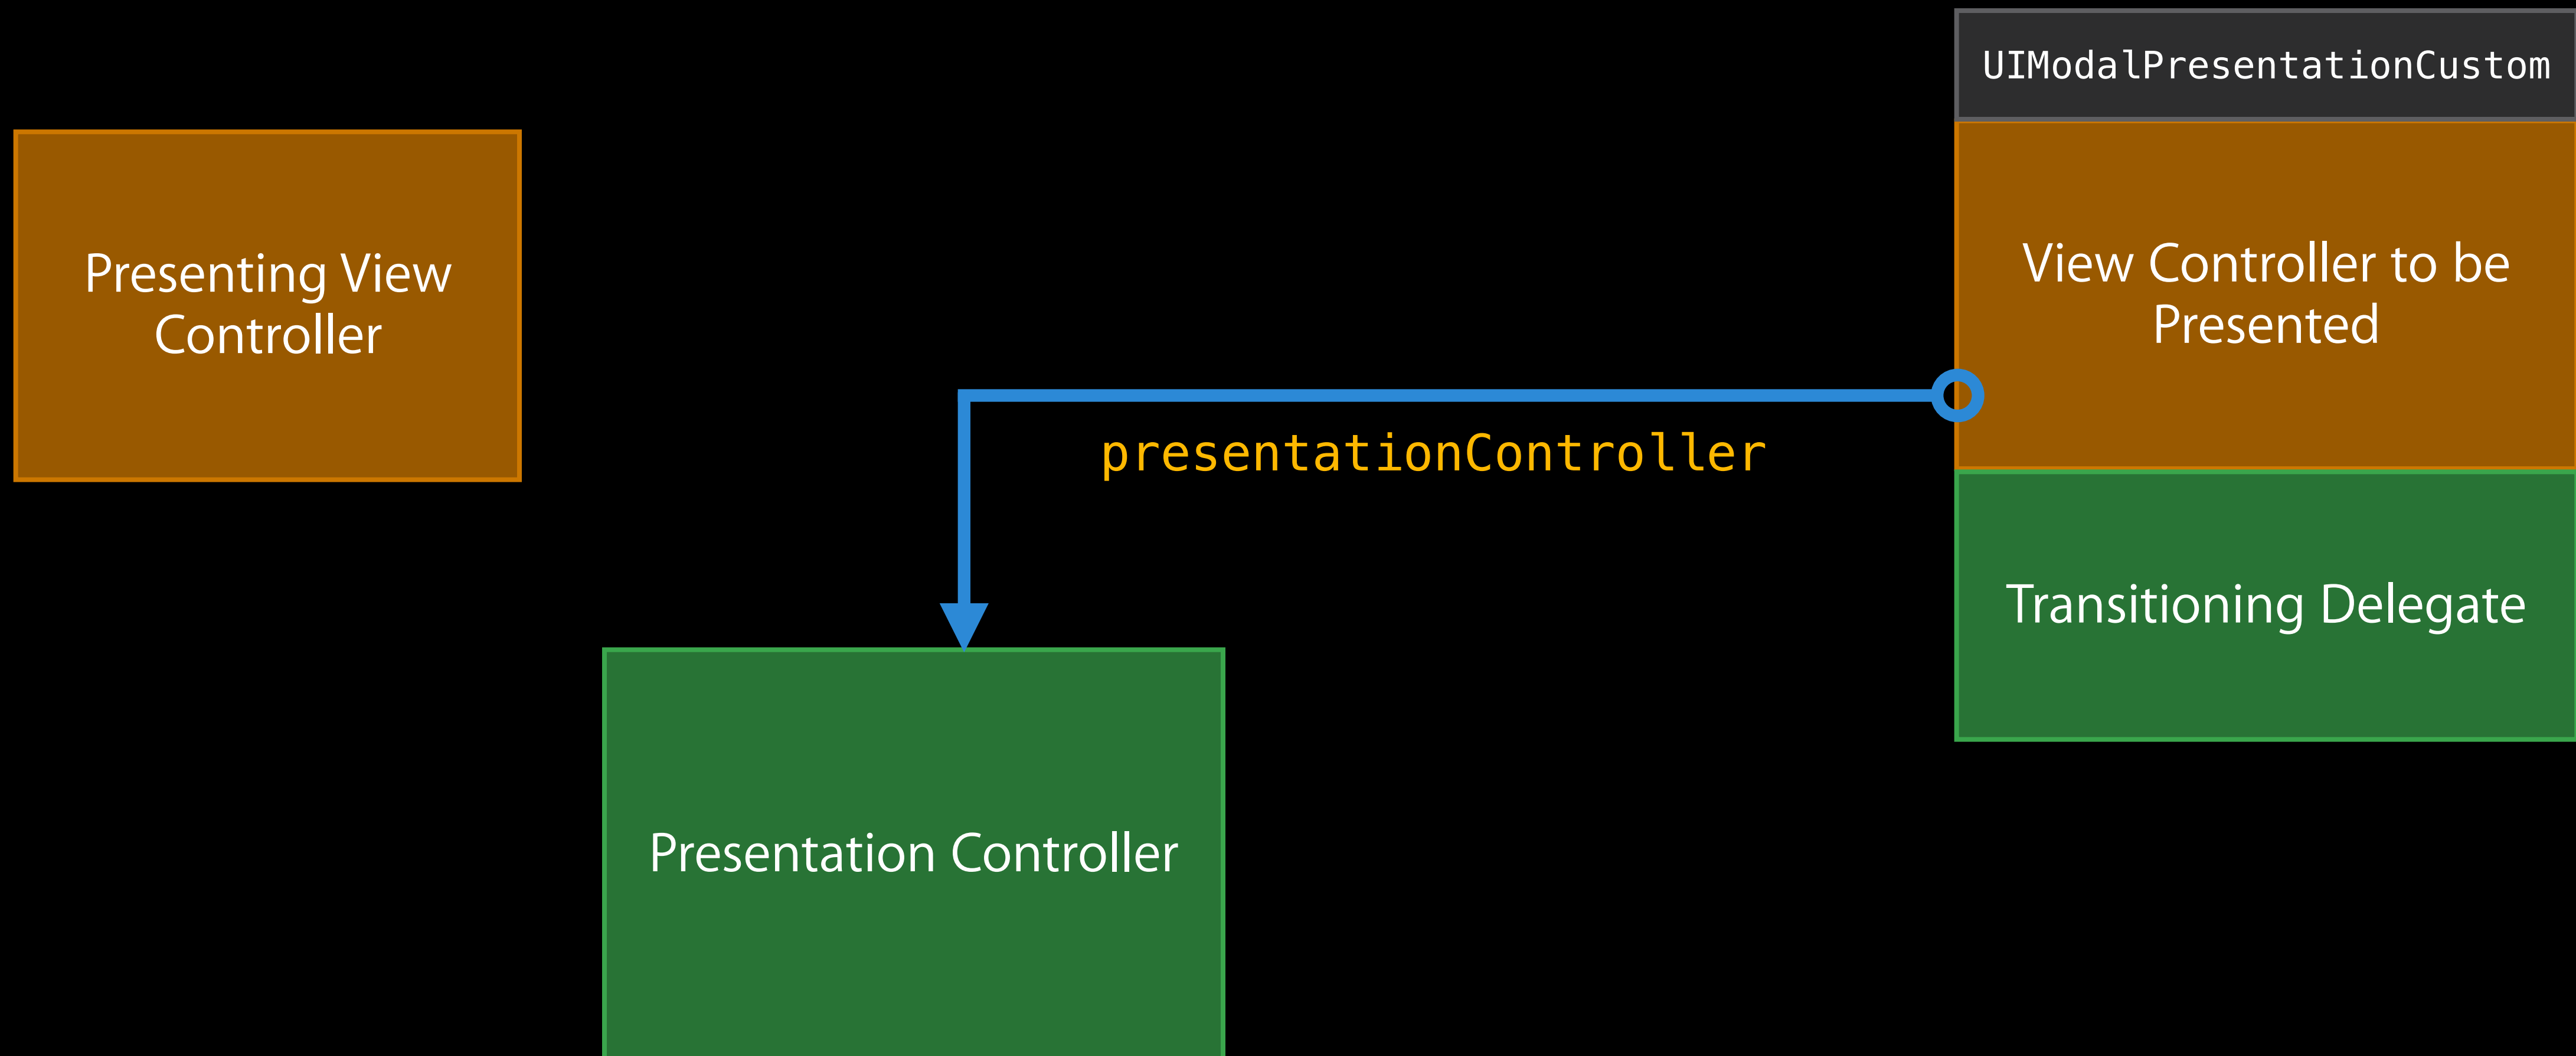 UIModalPresentationCustom
Presenting View
Controller
View Controller to be
Presented
presentationController
Transitioning Delegate
Presentation Controller